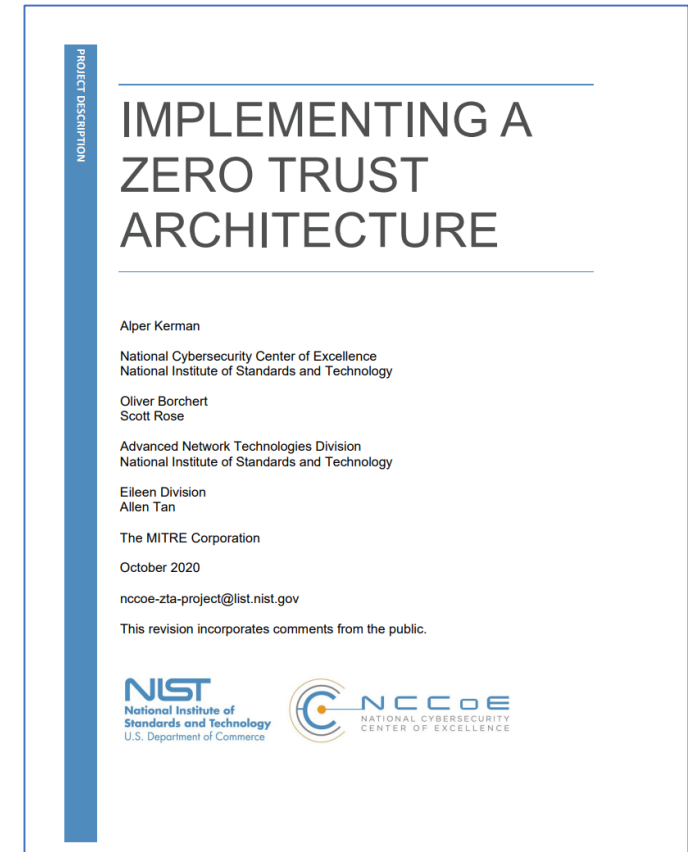 PROJECT DESCRIPTION
IMPLEMENTING A
ZERO TRUST
ARCHITECTURE
Alper Kerman
National Cybersecurity Center of Excellence
National Institute of Standards and Technology
Oliver Borchert
Scott Rose
Advanced Network Technologies Division
National Institute of Standards and Technology
Eileen Division
Allen Tan
The MITRE Corporation
October 2020
nccoe-zta-project@list.nist.gov
This revision incorporates comments from the public.
NIST
National Institute of
Standards and Technology
U.S. Department of Commerce
NCCoE
NATIONAL CYBERSECURITY
CENTER OF EXCELLENCE